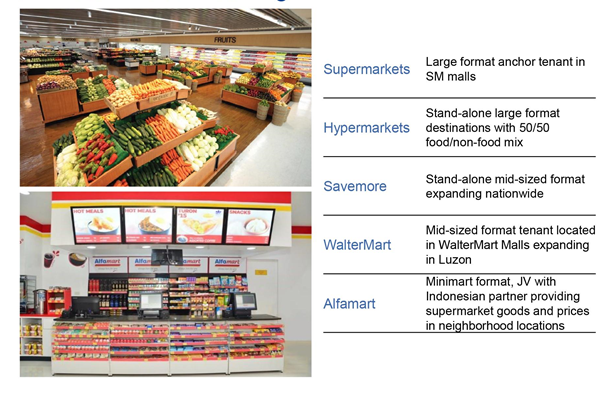 FRUITS
HOT MEALS
HOT MEALS
SNACKS
Alfamart
Alfamart
Alfamart
Alfamart
Supermarkets
Large format anchor tenant in
SM malls
Hypermarkets
Stand-alone large format
destinations with 50/50
food/non-food mix
Savemore
Stand-alone mid-sized format
expanding nationwide
WalterMart
Mid-sized format tenant located
in WalterMart Malls expanding
in Luzon
Alfamart
Minimart format, JV with
Indonesian partner providing
supermarket goods and prices
in neighborhood locations